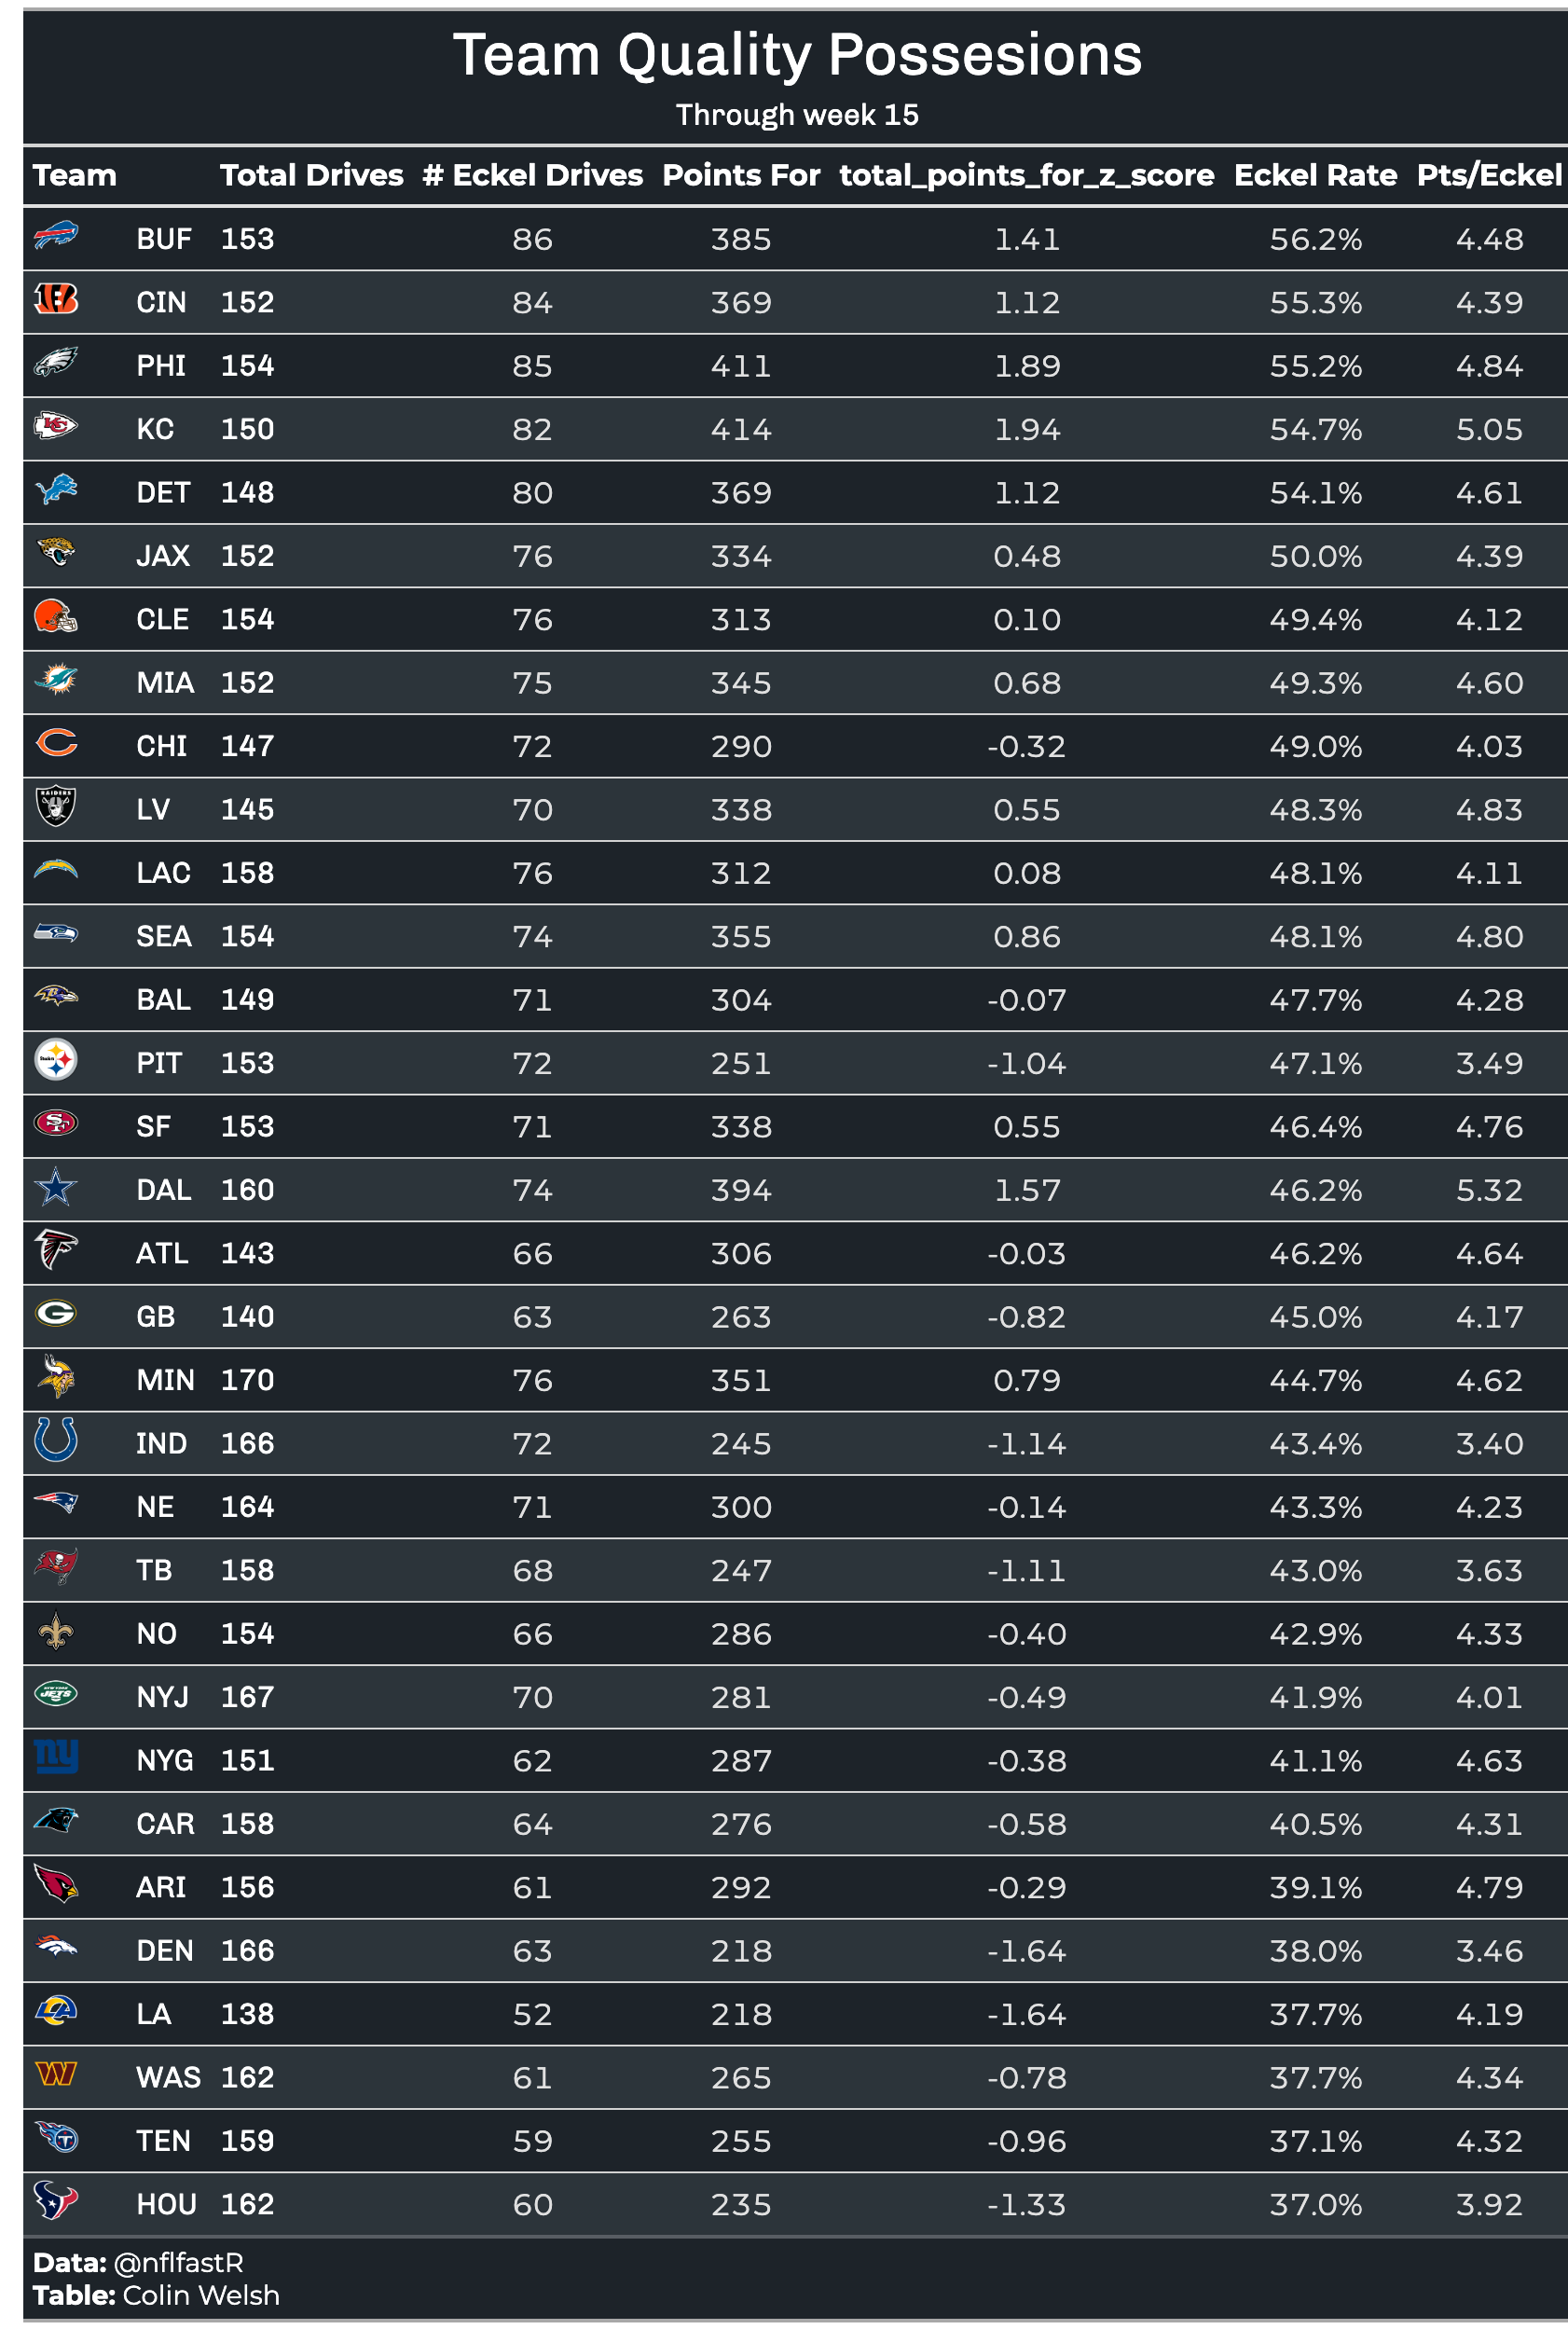 Team Quality Possesions
Through week 15
Team Total Drives # Eckel Drives Points For total_points_for_z_score Eckel Rate Pts/Eckel
BUF 153 86 385 1.41 56.2% 4.48
CIN 152 84 369 1.12 55.3% 4.39
PHI 154 85 411 1.89 55.2% 4.84
KC 150 82 414 1.94 54.7% 5.05
DET 148 80 369 1.12 54.1% 4.61
JAX 152 76 334 0.48 50.0% 4.39
CLE 154 76 313 0.10 49.4% 4.12
MIA 152 75 345 0.68 49.3% 4.60
CHI 147 72 290 -0.32 49.0% 4.03
RAIDERS LV 145 70 338 0.55 48.3% 4.83
LAC 158 76 312 0.08 48.1% 4.11
SEA 154 74 355 0.86 48.1% 4.80
BAL 149 71 304 -0.07 47.7% 4.28
PIT 153 72 251 -1.04 47.1% 3.49
SF SF 153 71 338 0.55 46.4% 4.76
DAL 160 74 394 1.57 46.2% 5.32
ATL 143 66 306 -0.03 46.2% 4.64
G GB 140 63 263 -0.82 45.0% 4.17
MIN 170 76 351 0.79 44.7% 4.62
IND 166 72 245 -1.14 43.4% 3.40
NE 164 71 300 -0.14 43.3% 4.23
TB 158 68 247 -1.11 43.0% 3.63
NO 154 66 286 -0.40 42.9% 4.33
JETS NYJ 167 70 281 -0.49 41.9% 4.01
ny NYG 151 62 287 -0.38 41.1% 4.63
CAR 158 64 276 -0.58 40.5% 4.31
ARI 156 61 292 -0.29 39.1% 4.79
DEN 166 63 218 -1.64 38.0% 3.46
LA LA 138 52 218 -1.64 37.7% 4.19
W WAS 162 61 265 -0.78 37.7% 4.34
T TEN 159 59 255 -0.96 37.1% 4.32
HOU 162 60 235 -1.33 37.0% 3.92
Data: @nflfastR
Table: Colin Welsh